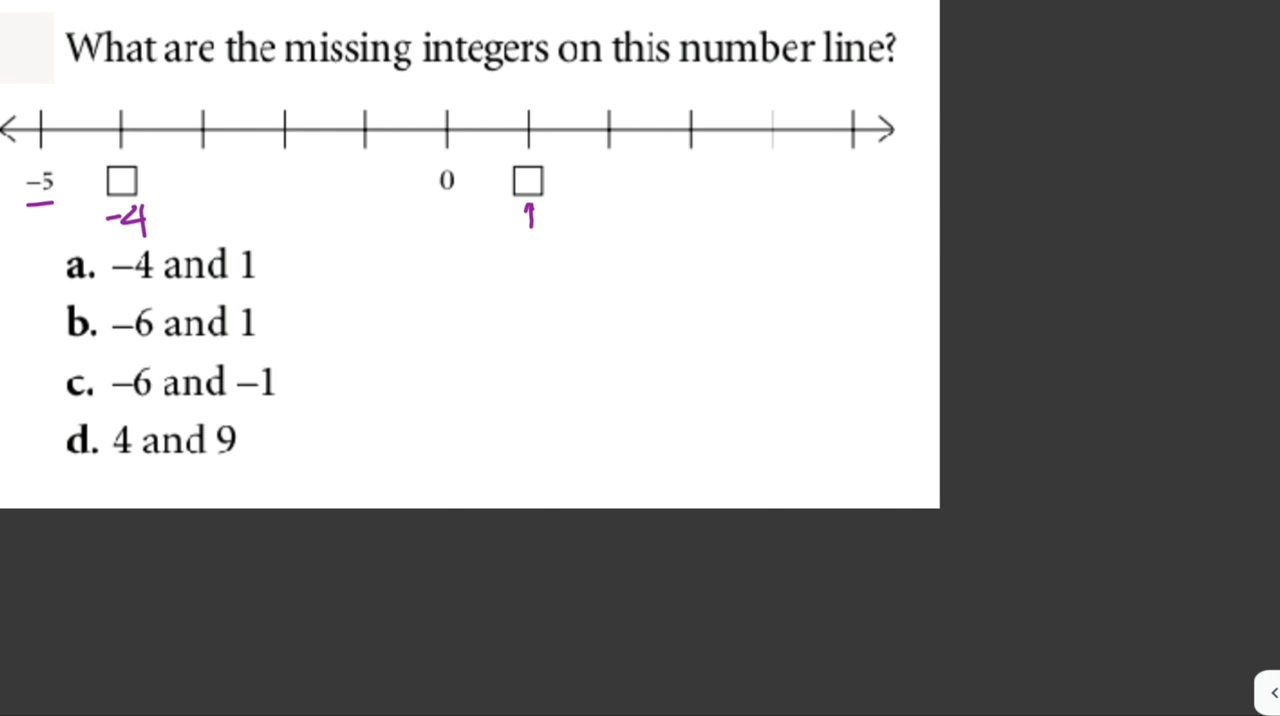 What are the missing integers on this number line?
–5 0
-4 1
a. –4 and 1
b. –6 and 1
c. –6 and –1
d. 4 and 9